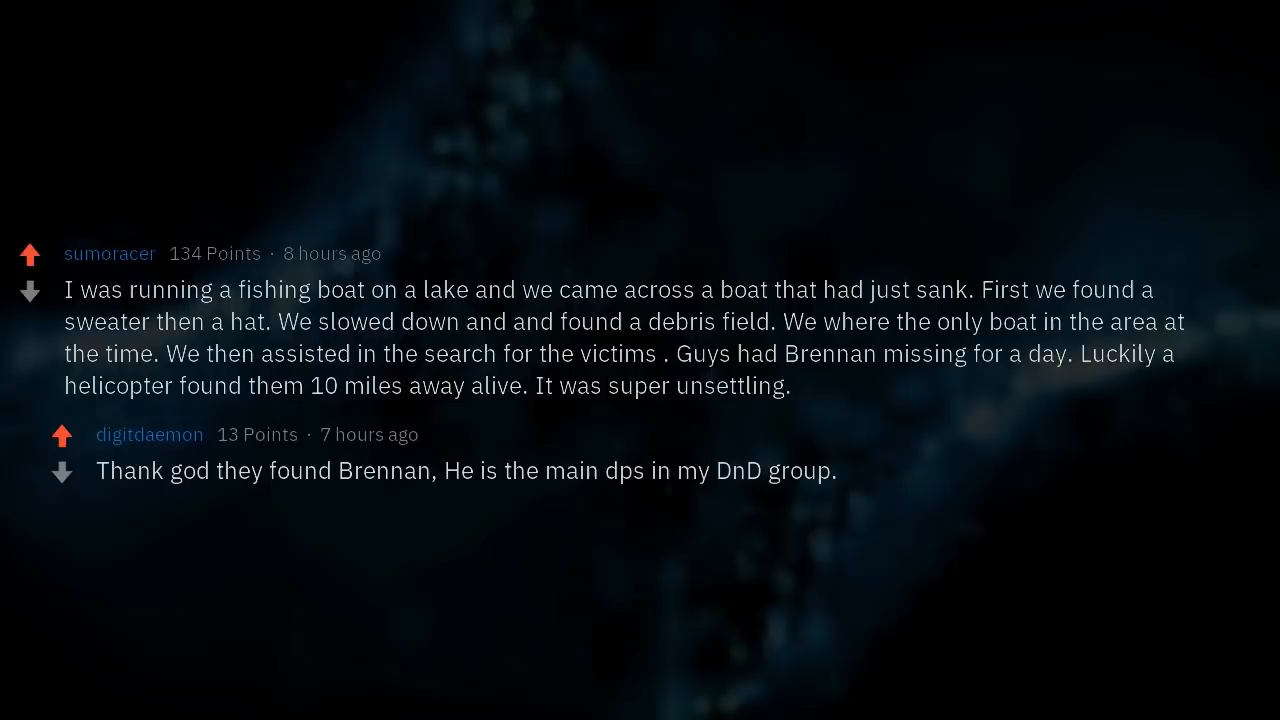 sumoracer 134 Points · 8 hours ago
I was running a fishing boat on a lake and we came across a boat that had just sank. First we found a
sweater then a hat. We slowed down and and found a debris field. We where the only boat in the area at
the time. We then assisted in the search for the victims . Guys had Brennan missing for a day. Luckily a
helicopter found them 10 miles away alive. It was super unsettling.
digitdaemon 13 Points · 7 hours ago
Thank god they found Brennan, He is the main dps in my DnD group.